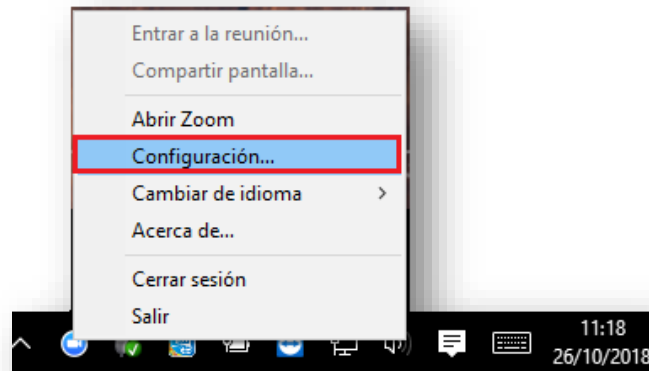 Entrar a la reunión...
Compartir pantalla...
Abrir Zoom
Configuración...
Cambiar de idioma
Acerca de...
Cerrar sesión
Salir
11:18
26/10/2018